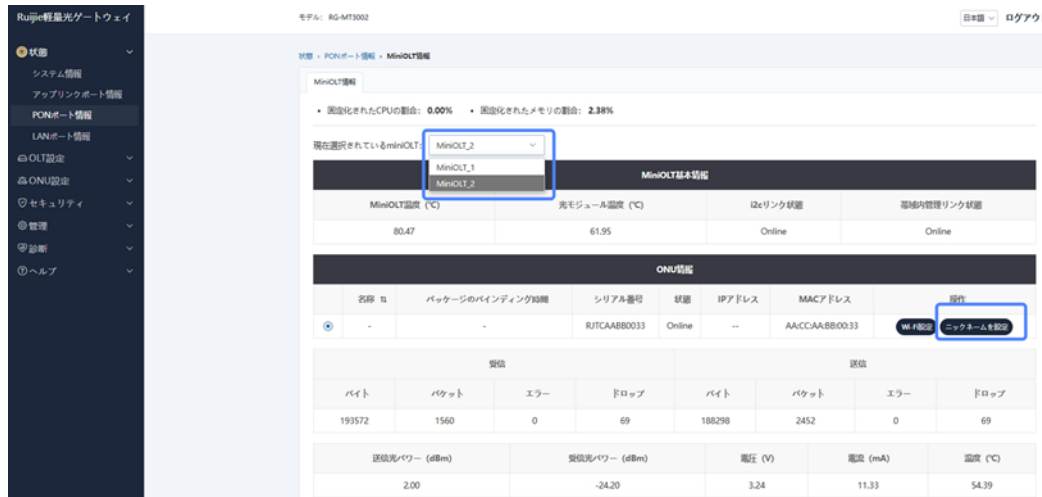 Ruijie軽量光ゲートウェイ
モデル: RG-MT3002
日本語
ログアウ
状態
システム情報
アップリンクポート情報
PONポート情報
LANポート情報
OLT設定
ONU設定
セキュリティ
管理
診断
ヘルプ
状態 › PONポート情報 › MiniOLT情報
MiniOLT情報
• 固定化されたCPUの割合: 0.00% • 固定化されたメモリの割合: 2.38%
現在選択されているminiOLT: MiniOLT_2
MiniOLT_1
MiniOLT_2
MiniOLT基本情報
MiniOLT温度 (℃) 光モジュール温度 (℃) i2cリンク状態 帯域内管理リンク状態
80.47 61.95 Online Online
ONU情報
名称 パッケージのバインディング時間 シリアル番号 状態 IPアドレス MACアドレス 操作
- - RJTCAABB0033 Online -- AA:CC:AA:BB:00:33 Wi-Fi設定 ニックネームを設定
受信 送信
バイト パケット エラー ドロップ バイト パケット エラー ドロップ
193572 1560 0 69 188298 2452 0 69
送信光パワー (dBm) 受信光パワー (dBm) 電圧 (V) 電流 (mA) 温度 (℃)
2.00 -24.20 3.24 11.33 54.39